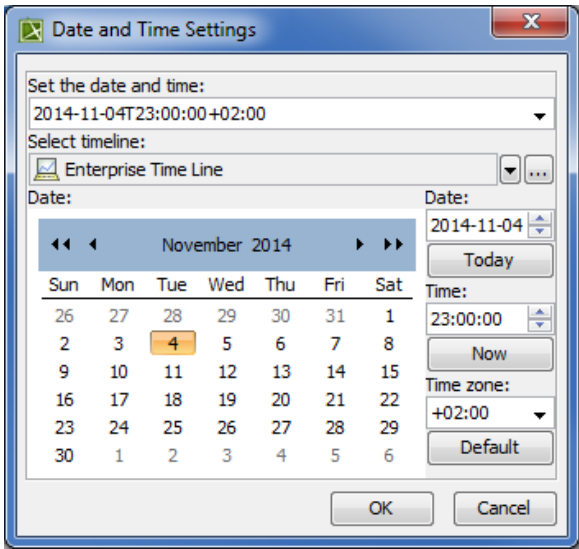 Date and Time Settings
Set the date and time:
2014-11-04T23:00:00+02:00
Select timeline:
Enterprise Time Line
...
Date:
November 2014
Sun Mon Tue Wed Thu Fri Sat
26 27 28 29 30 31 1
2 3 4 5 6 7 8
9 10 11 12 13 14 15
16 17 18 19 20 21 22
23 24 25 26 27 28 29
30 1 2 3 4 5 6
Date:
2014-11-04
Today
Time:
23:00:00
Now
Time zone:
+02:00
Default
OK
Cancel